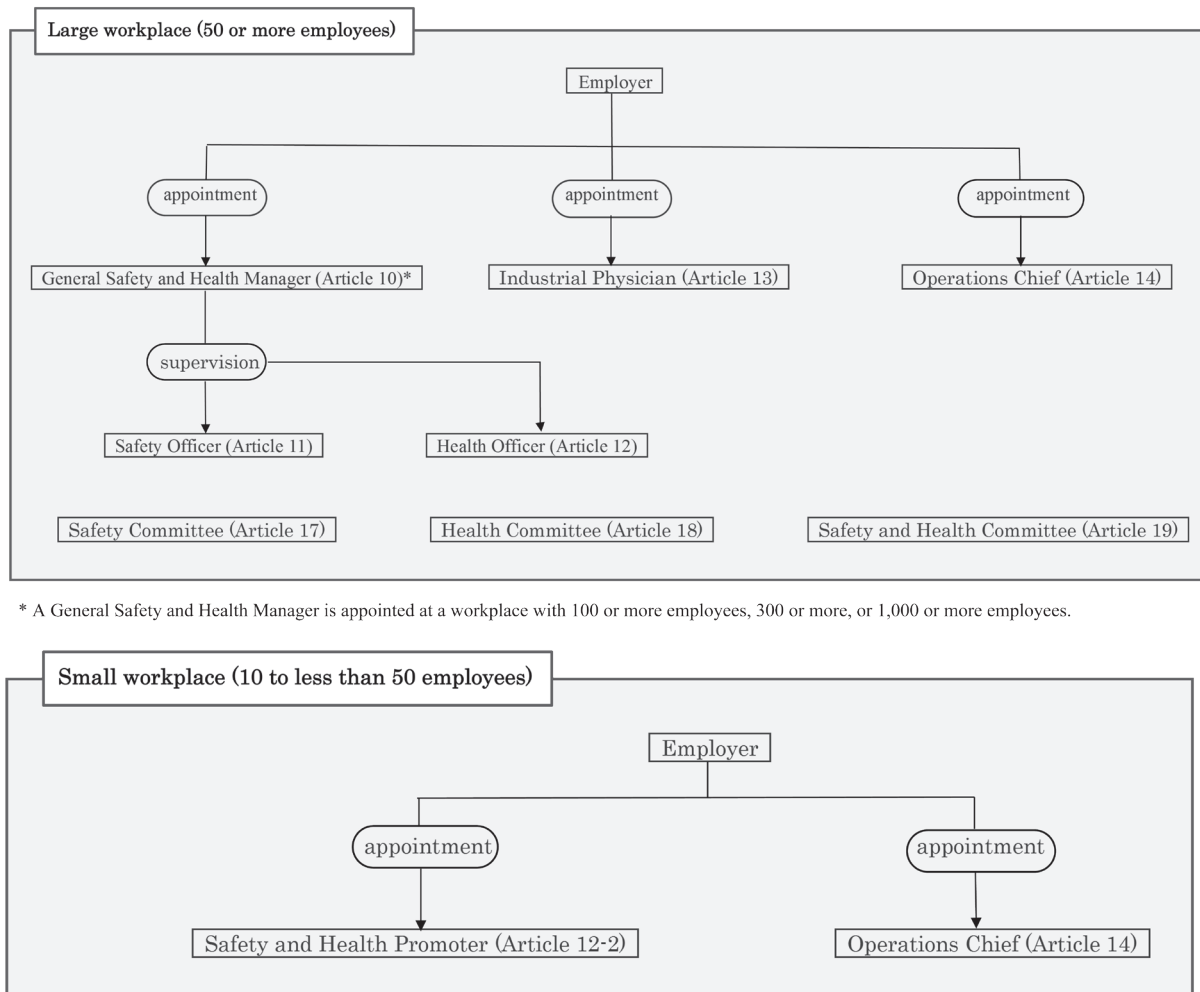 Large workplace (50 or more employees)
Employer
appointment
appointment
appointment
General Safety and Health Manager (Article 10)*
Industrial Physician (Article 13)
Operations Chief (Article 14)
supervision
Safety Officer (Article 11)
Health Officer (Article 12)
Safety Committee (Article 17)
Health Committee (Article 18)
Safety and Health Committee (Article 19)
* A General Safety and Health Manager is appointed at a workplace with 100 or more employees, 300 or more, or 1,000 or more employees.
Small workplace (10 to less than 50 employees)
Employer
appointment
appointment
Safety and Health Promoter (Article 12-2)
Operations Chief (Article 14)